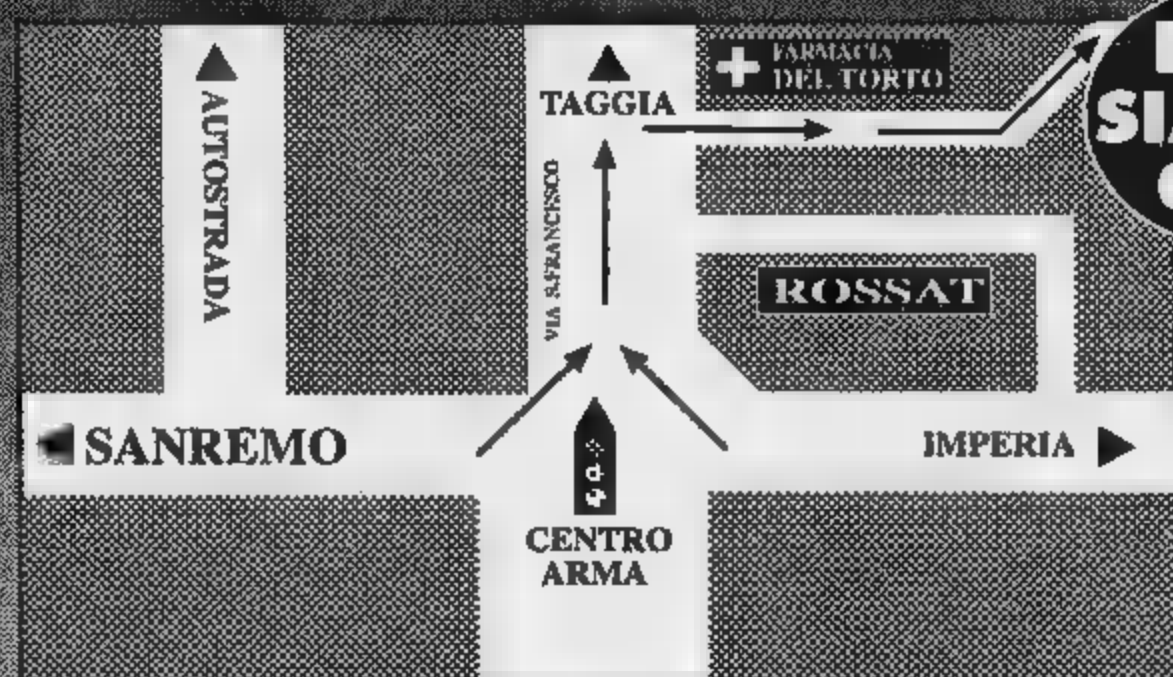 FARMACIA
DEL TORTO
TAGGIA
AUTOSTRADA
VIA S.FRANCESCO
ROSSAT
SANREMO
IMPERIA
CENTRO
ARMA